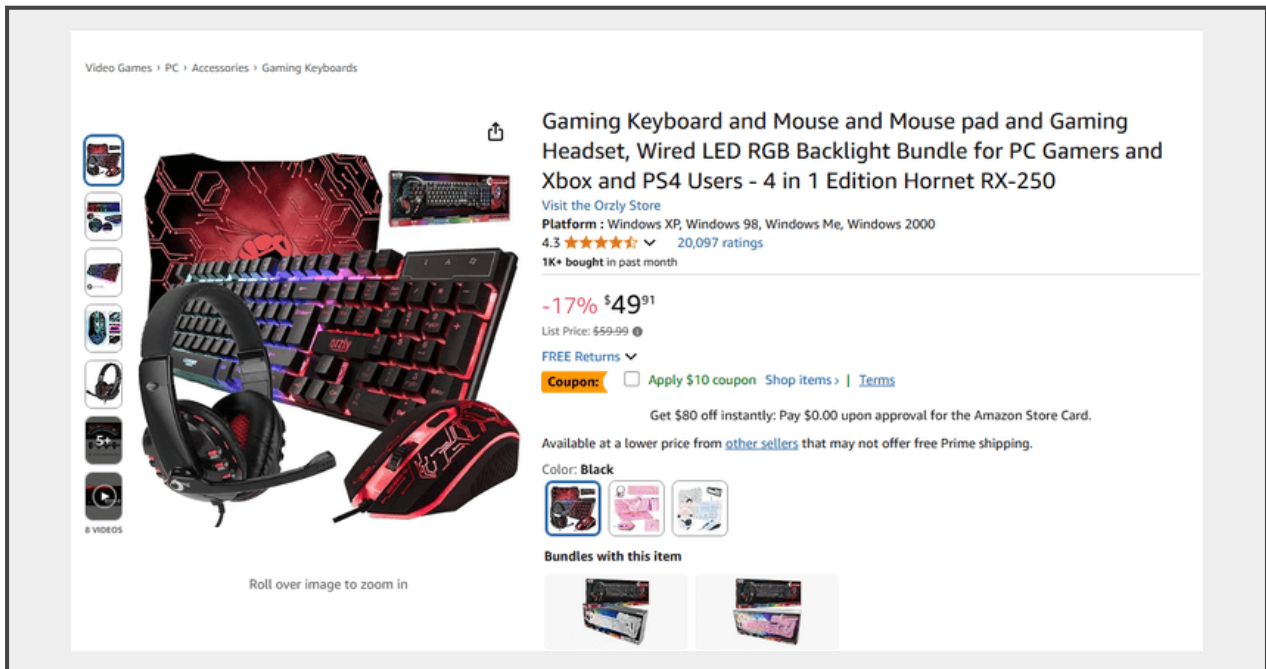 Video Games › PC › Accessories › Gaming Keyboards
Gaming Keyboard and Mouse and Mouse pad and Gaming
Headset, Wired LED RGB Backlight Bundle for PC Gamers and
Xbox and PS4 Users - 4 in 1 Edition Hornet RX-250
Visit the Orzly Store
Platform : Windows XP, Windows 98, Windows Me, Windows 2000
4.3 20,097 ratings
1K+ bought in past month
-17% $49 91
List Price: $59.99
FREE Returns
Coupon: Apply $10 coupon Shop items › | Terms
Get $80 off instantly: Pay $0.00 upon approval for the Amazon Store Card.
Available at a lower price from other sellers that may not offer free Prime shipping.
Color: Black
Bundles with this item
orzly
5+
8 VIDEOS
Roll over image to zoom in